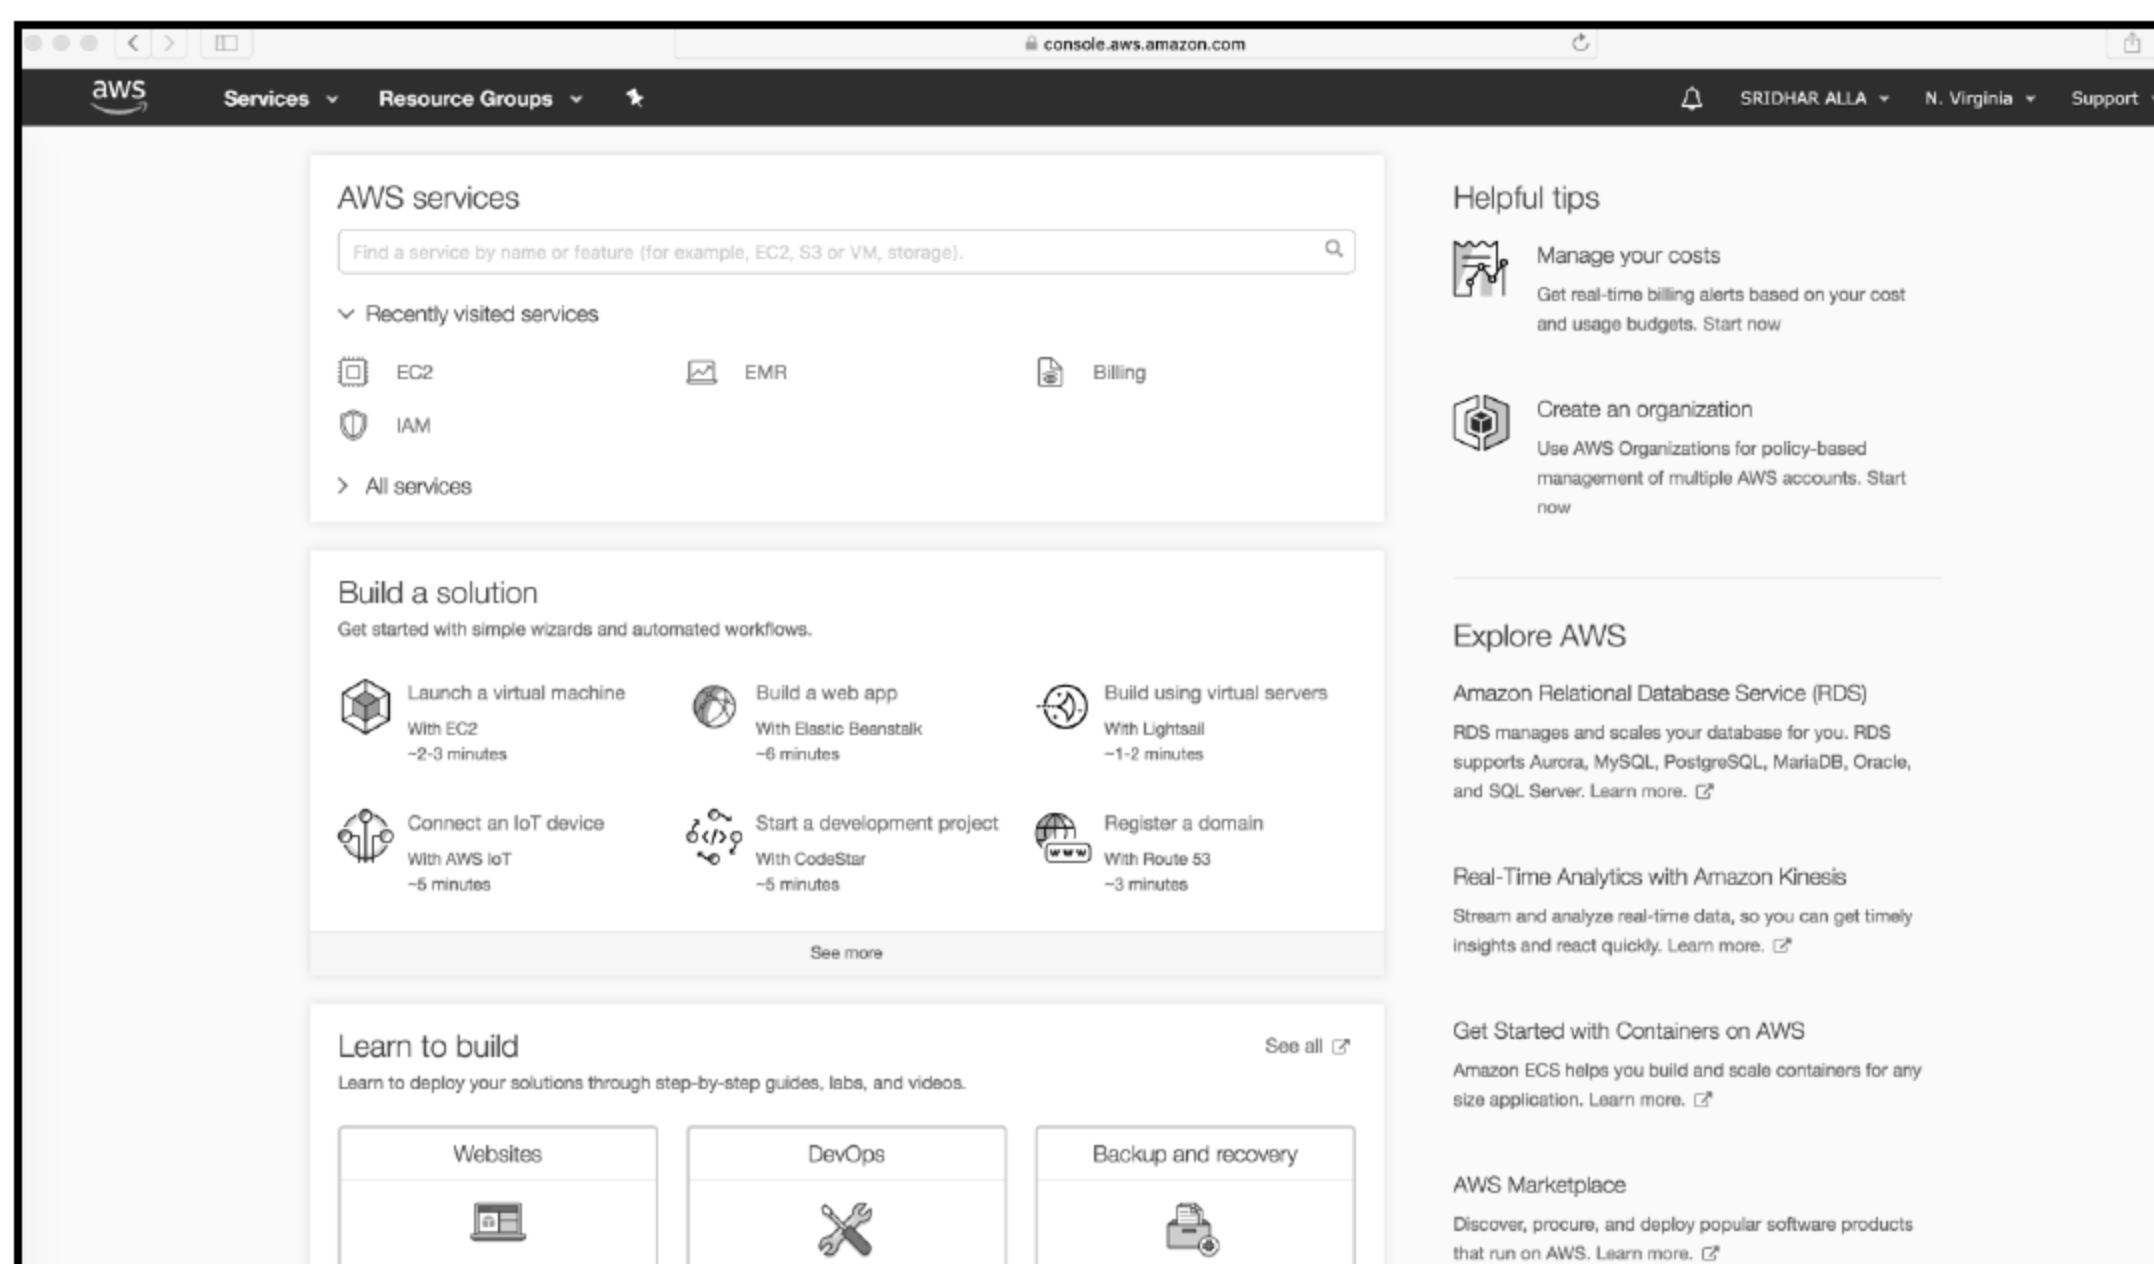 console.aws.amazon.com
aws Services Resource Groups SRIDHAR ALLA N. Virginia Support
AWS services
Find a service by name or feature (for example, EC2, S3 or VM, storage).
Recently visited services
EC2 EMR Billing
IAM
All services
Build a solution
Get started with simple wizards and automated workflows.
Launch a virtual machine
With EC2
~2-3 minutes
Build a web app
With Elastic Beanstalk
~6 minutes
Build using virtual servers
With Lightsail
~1-2 minutes
Connect an IoT device
With AWS IoT
~5 minutes
Start a development project
With CodeStar
~5 minutes
Register a domain
With Route 53
~3 minutes
www
See more
Learn to build
See all
Learn to deploy your solutions through step-by-step guides, labs, and videos.
Websites DevOps Backup and recovery
Helpful tips
Manage your costs
Get real-time billing alerts based on your cost
and usage budgets. Start now
Create an organization
Use AWS Organizations for policy-based
management of multiple AWS accounts. Start
now
Explore AWS
Amazon Relational Database Service (RDS)
RDS manages and scales your database for you. RDS
supports Aurora, MySQL, PostgreSQL, MariaDB, Oracle,
and SQL Server. Learn more.
Real-Time Analytics with Amazon Kinesis
Stream and analyze real-time data, so you can get timely
insights and react quickly. Learn more.
Get Started with Containers on AWS
Amazon ECS helps you build and scale containers for any
size application. Learn more.
AWS Marketplace
Discover, procure, and deploy popular software products
that run on AWS. Learn more.